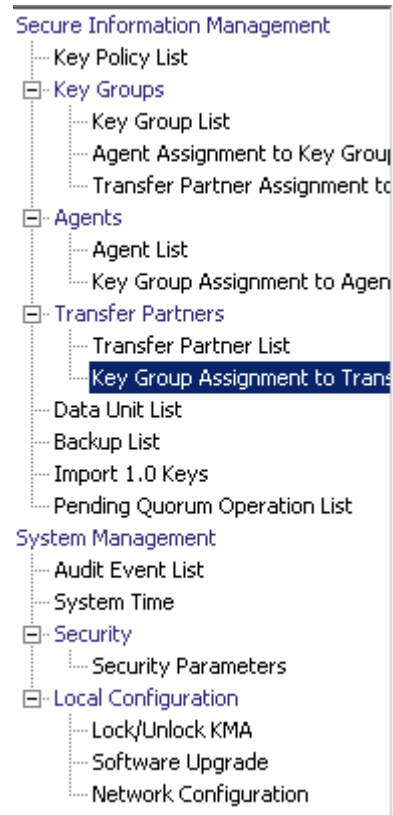 Secure Information Management
Key Policy List
Key Groups
Key Group List
Agent Assignment to Key Grou
Transfer Partner Assignment to
Agents
Agent List
Key Group Assignment to Agen
Transfer Partners
Transfer Partner List
Key Group Assignment to Trans
Data Unit List
Backup List
Import 1.0 Keys
Pending Quorum Operation List
System Management
Audit Event List
System Time
Security
Security Parameters
Local Configuration
Lock/Unlock KMA
Software Upgrade
Network Configuration